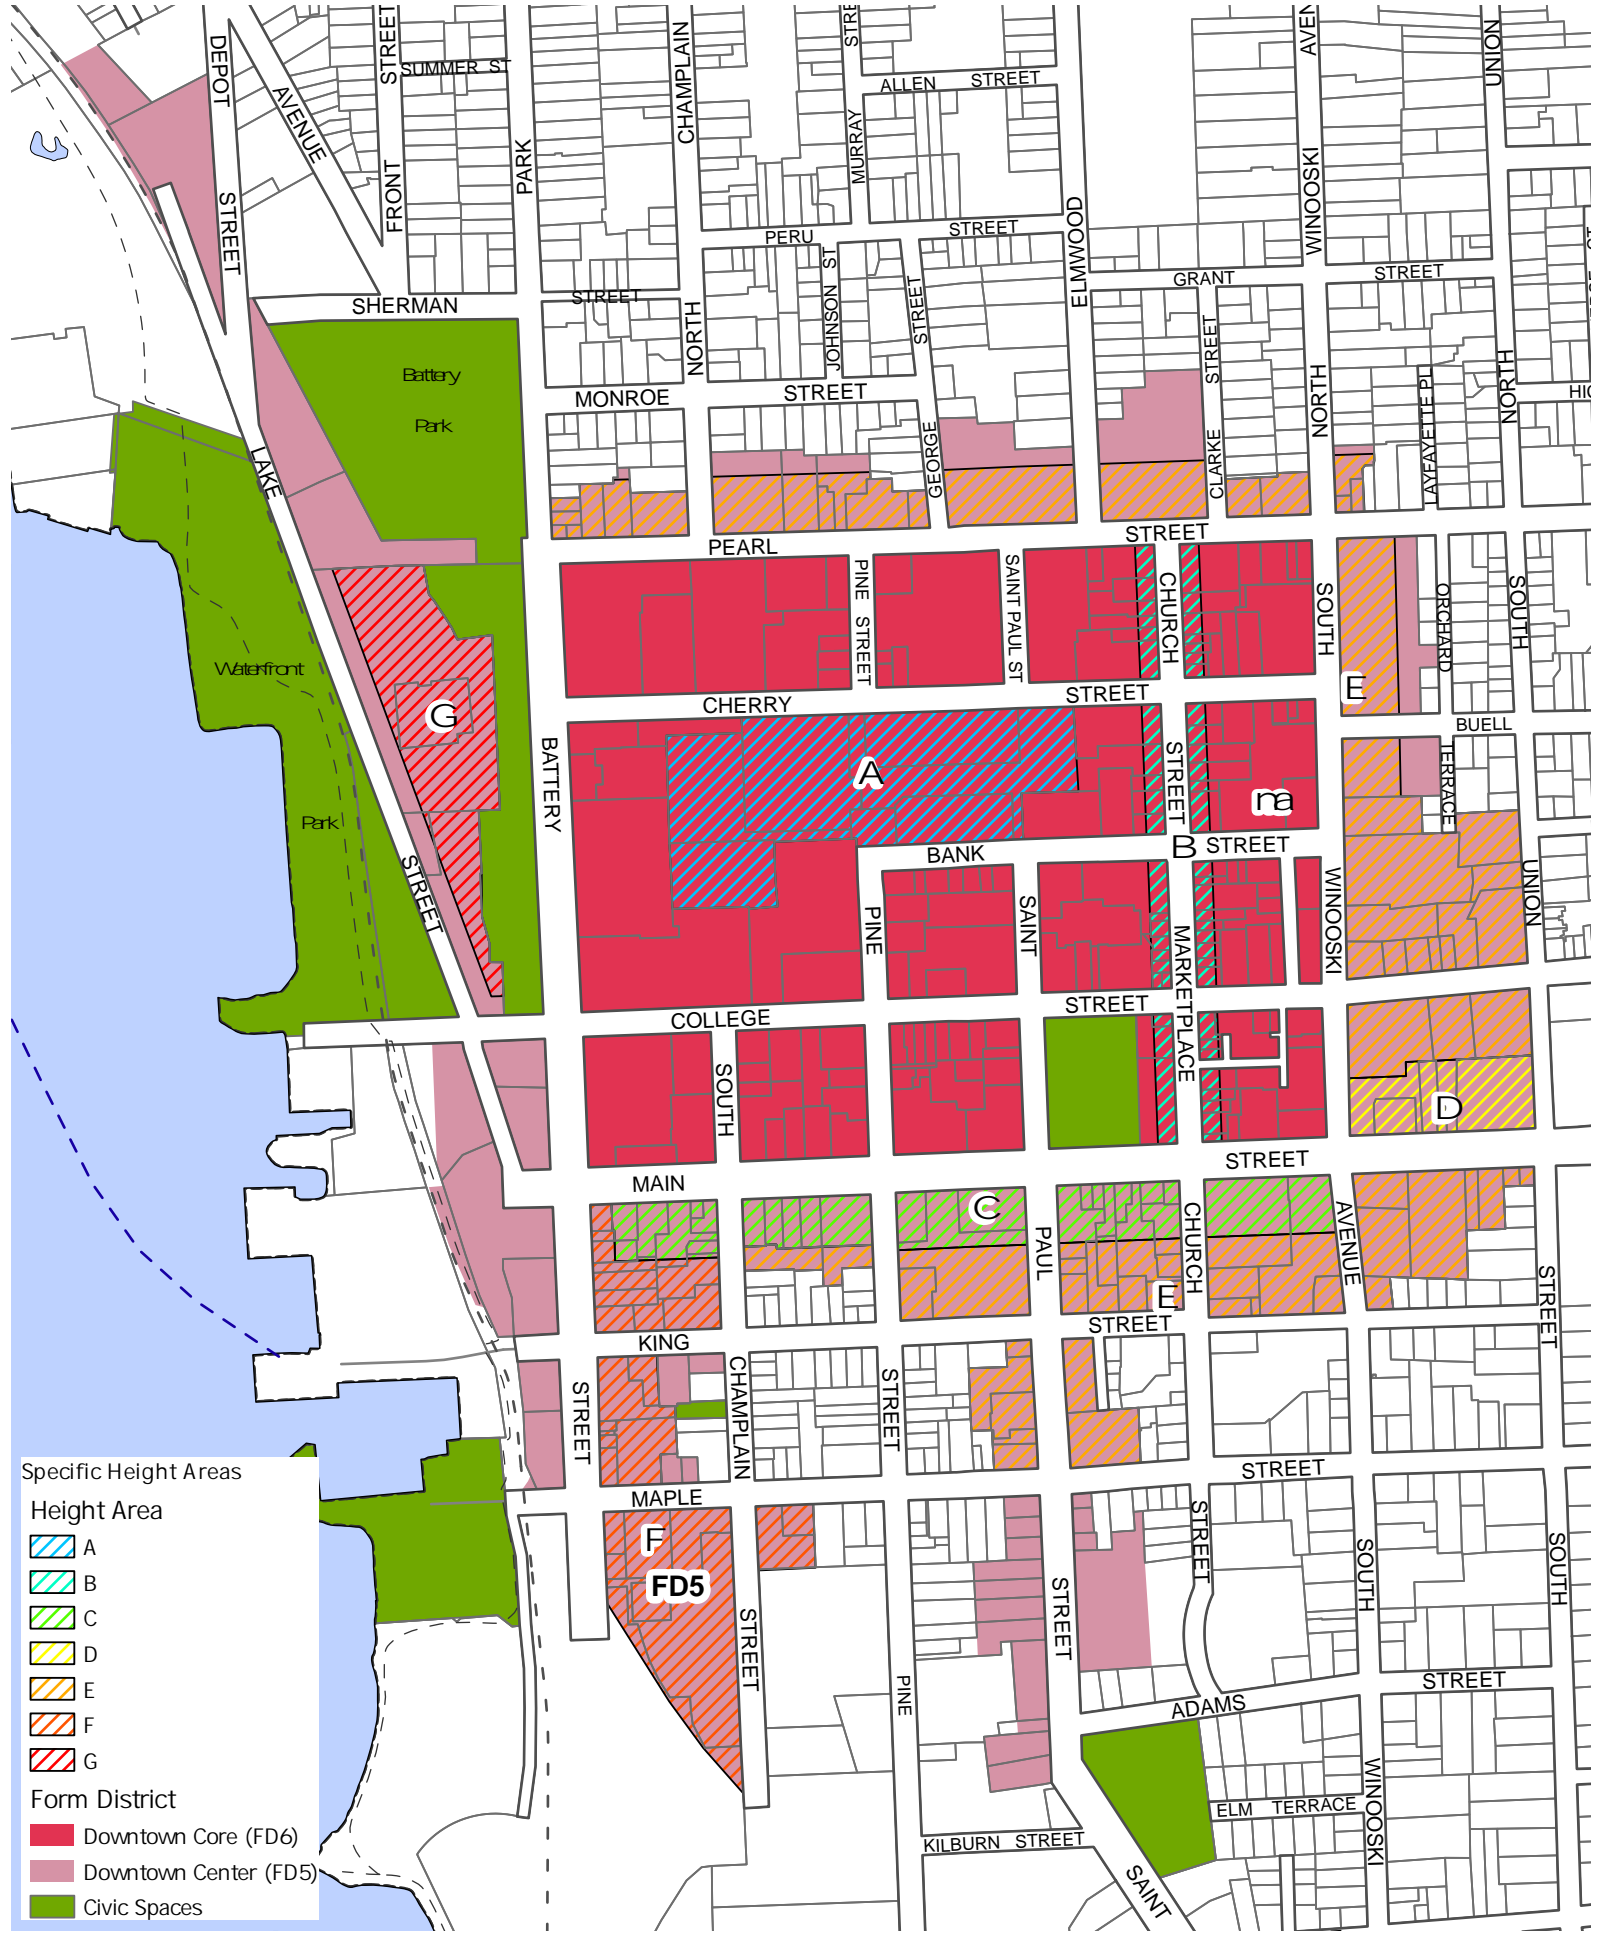 DEPOT
STREET
AVENUE
FRONT
STREET
SUMMER ST
PARK
CHAMPLAIN
STRE
MURRAY
ALLEN STREET
ELMWOOD
AVEN
WINOOSKI
UNION
PERU STREET
GRANT STREET
SHERMAN STREET
NORTH
JOHNSON ST
STREET
GEORGE
STREET
CLARKE
NORTH
NORTH
MONROE STREET
HIG
Battery
Park
LAKE
PEARL STREET
PINE STREET
SAINT PAUL ST
CHURCH
SOUTH
ORCHARD
SOUTH
Waterfront
G
CHERRY STREET
E
BUELL
BATTERY
A
STREET
na
TERRACE
Park
BANK B STREET
STREET
PINE
SAINT
MARKETPLACE
WINOOSKI
UNION
COLLEGE STREET
SOUTH
D
MAIN STREET
C
PAUL
CHURCH
AVENUE
STREET
E
KING STREET
STREET
CHAMPLAIN
STREET
MAPLE STREET
F
FD5
STREET
PINE
STREET
STREET
SOUTH
SOUTH
ADAMS STREET
WINOOSKI
ELM TERRACE
KILBURN STREET
SAINT
Specific Height Areas
Height Area
A
B
C
D
E
F
G
Form District
Downtown Core (FD6)
Downtown Center (FD5)
Civic Spaces